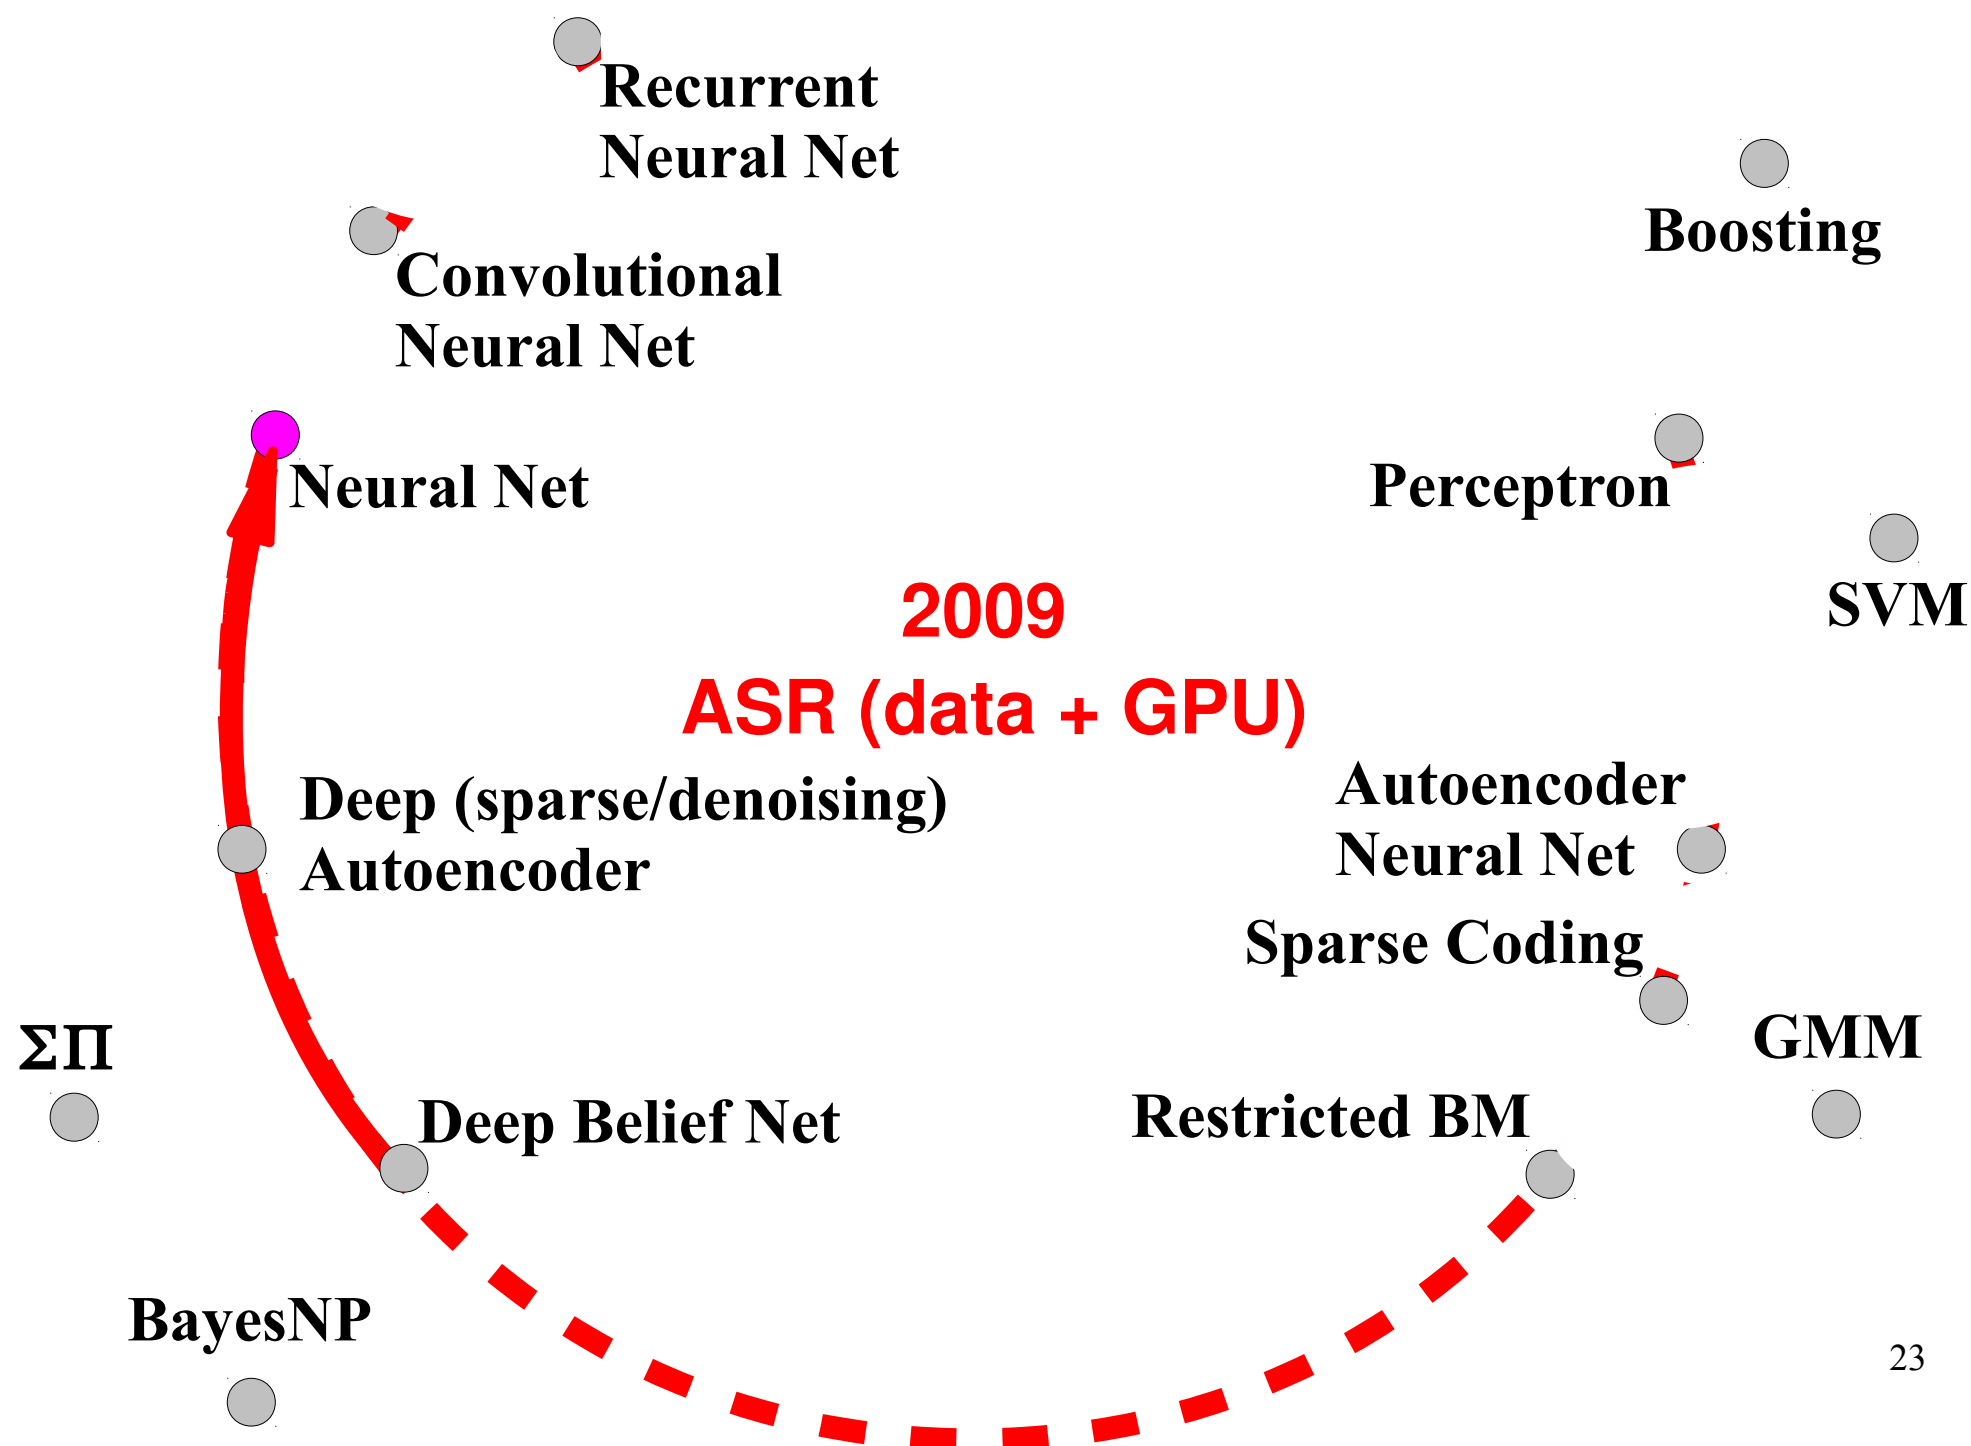 Recurrent
Neural Net
Boosting
Convolutional
Neural Net
Neural Net
Perceptron
SVM
2009
ASR (data + GPU)
Deep (sparse/denoising)
Autoencoder
Autoencoder
Neural Net
Sparse Coding
ΣΠ
GMM
Deep Belief Net
Restricted BM
BayesNP
23